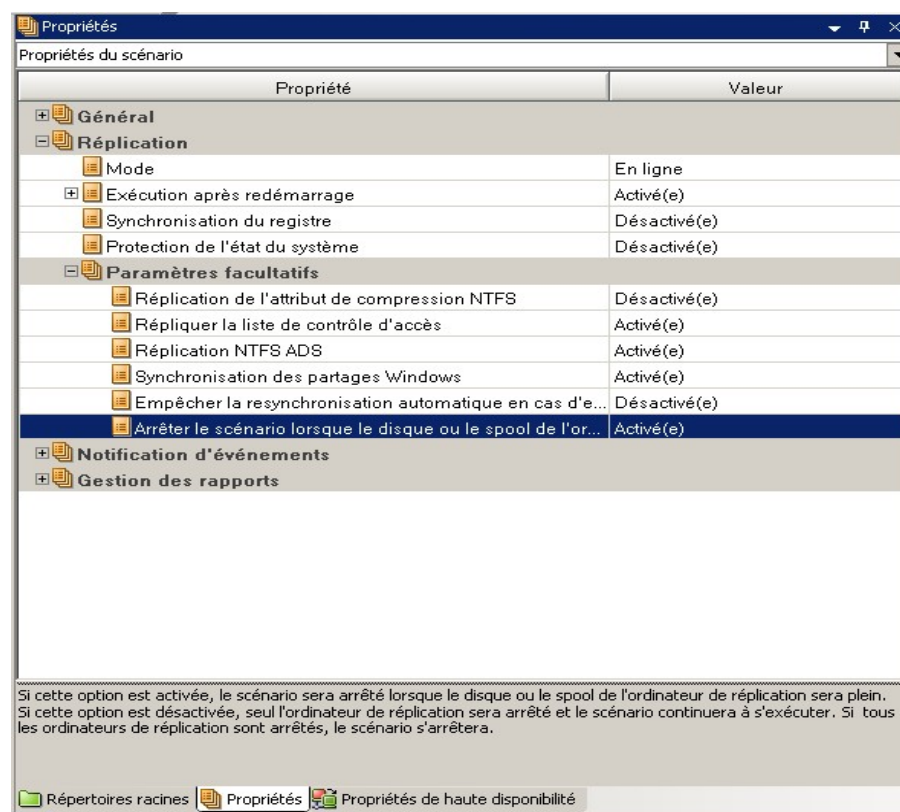 Propriétés
Propriétés du scénario
Propriété Valeur
Général
Réplication
Mode En ligne
Exécution après redémarrage Activé(e)
Synchronisation du registre Désactivé(e)
Protection de l'état du système Désactivé(e)
Paramètres facultatifs
Réplication de l'attribut de compression NTFS Désactivé(e)
Répliquer la liste de contrôle d'accès Activé(e)
Réplication NTFS ADS Activé(e)
Synchronisation des partages Windows Activé(e)
Empêcher la resynchronisation automatique en cas d'e... Désactivé(e)
Arrêter le scénario lorsque le disque ou le spool de l'or... Activé(e)
Notification d'événements
Gestion des rapports
Si cette option est activée, le scénario sera arrêté lorsque le disque ou le spool de l'ordinateur de réplication sera plein.
Si cette option est désactivée, seul l'ordinateur de réplication sera arrêté et le scénario continuera à s'exécuter. Si tous
les ordinateurs de réplication sont arrêtés, le scénario s'arrêtera.
Répertoires racines Propriétés Propriétés de haute disponibilité